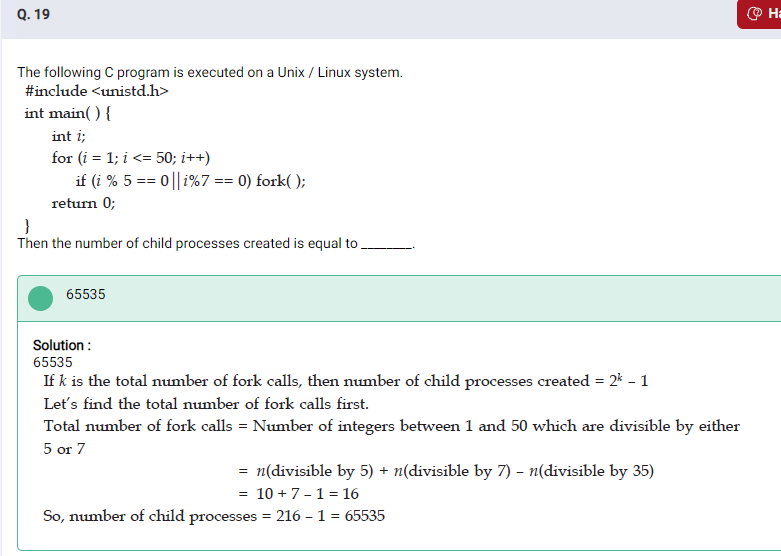 Q. 19
The following C program is executed on a Unix / Linux system.
#include <unistd.h>
int main( ) {
int i;
for (i = 1; i <= 50; i++)
if (i % 5 == 0||i%7 == 0) fork( );
return 0;
}
Then the number of child processes created is equal to ________.
65535
Solution :
65535
If k is the total number of fork calls, then number of child processes created = 2ᵏ – 1
Let's find the total number of fork calls first.
Total number of fork calls = Number of integers between 1 and 50 which are divisible by either
5 or 7
= n(divisible by 5) + n(divisible by 7) – n(divisible by 35)
= 10 + 7 – 1 = 16
So, number of child processes = 216 – 1 = 65535